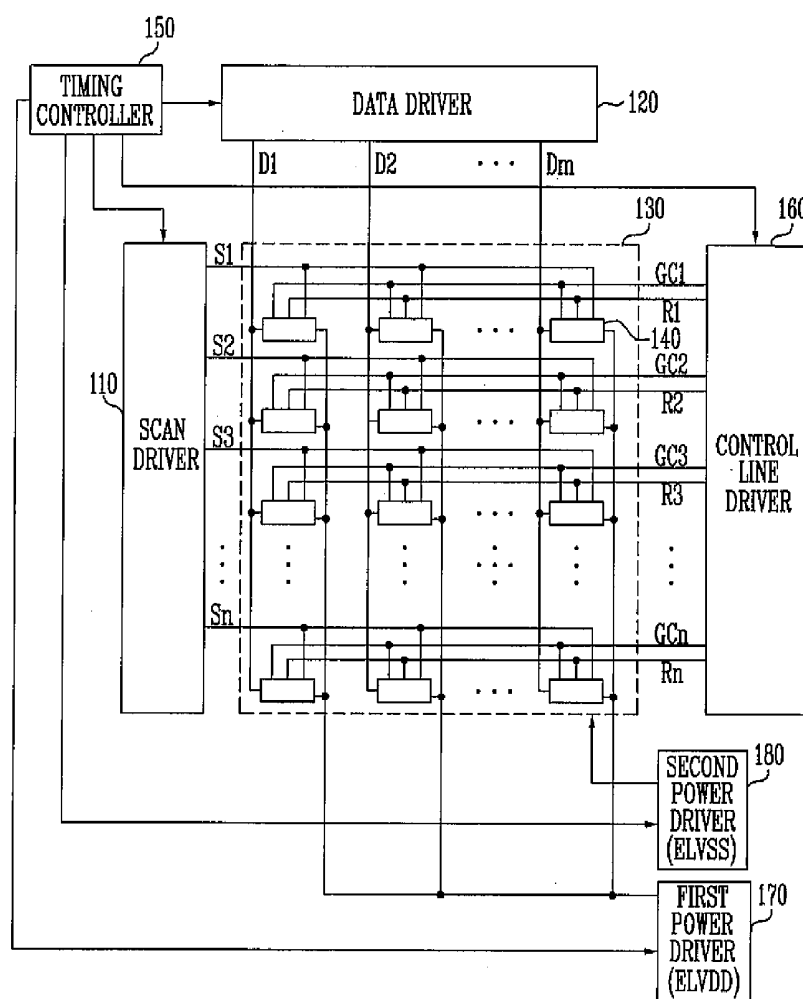 150
TIMING
CONTROLLER
DATA DRIVER
120
D1 D2 ... Dm
130
160
S1
GC1
R1
140
S2
GC2
110
R2
SCAN
DRIVER
S3
GC3
R3
CONTROL
LINE
DRIVER
Sn
GCn
Rn
SECOND
POWER
DRIVER
(ELVSS)
180
FIRST
POWER
DRIVER
(ELVDD)
170